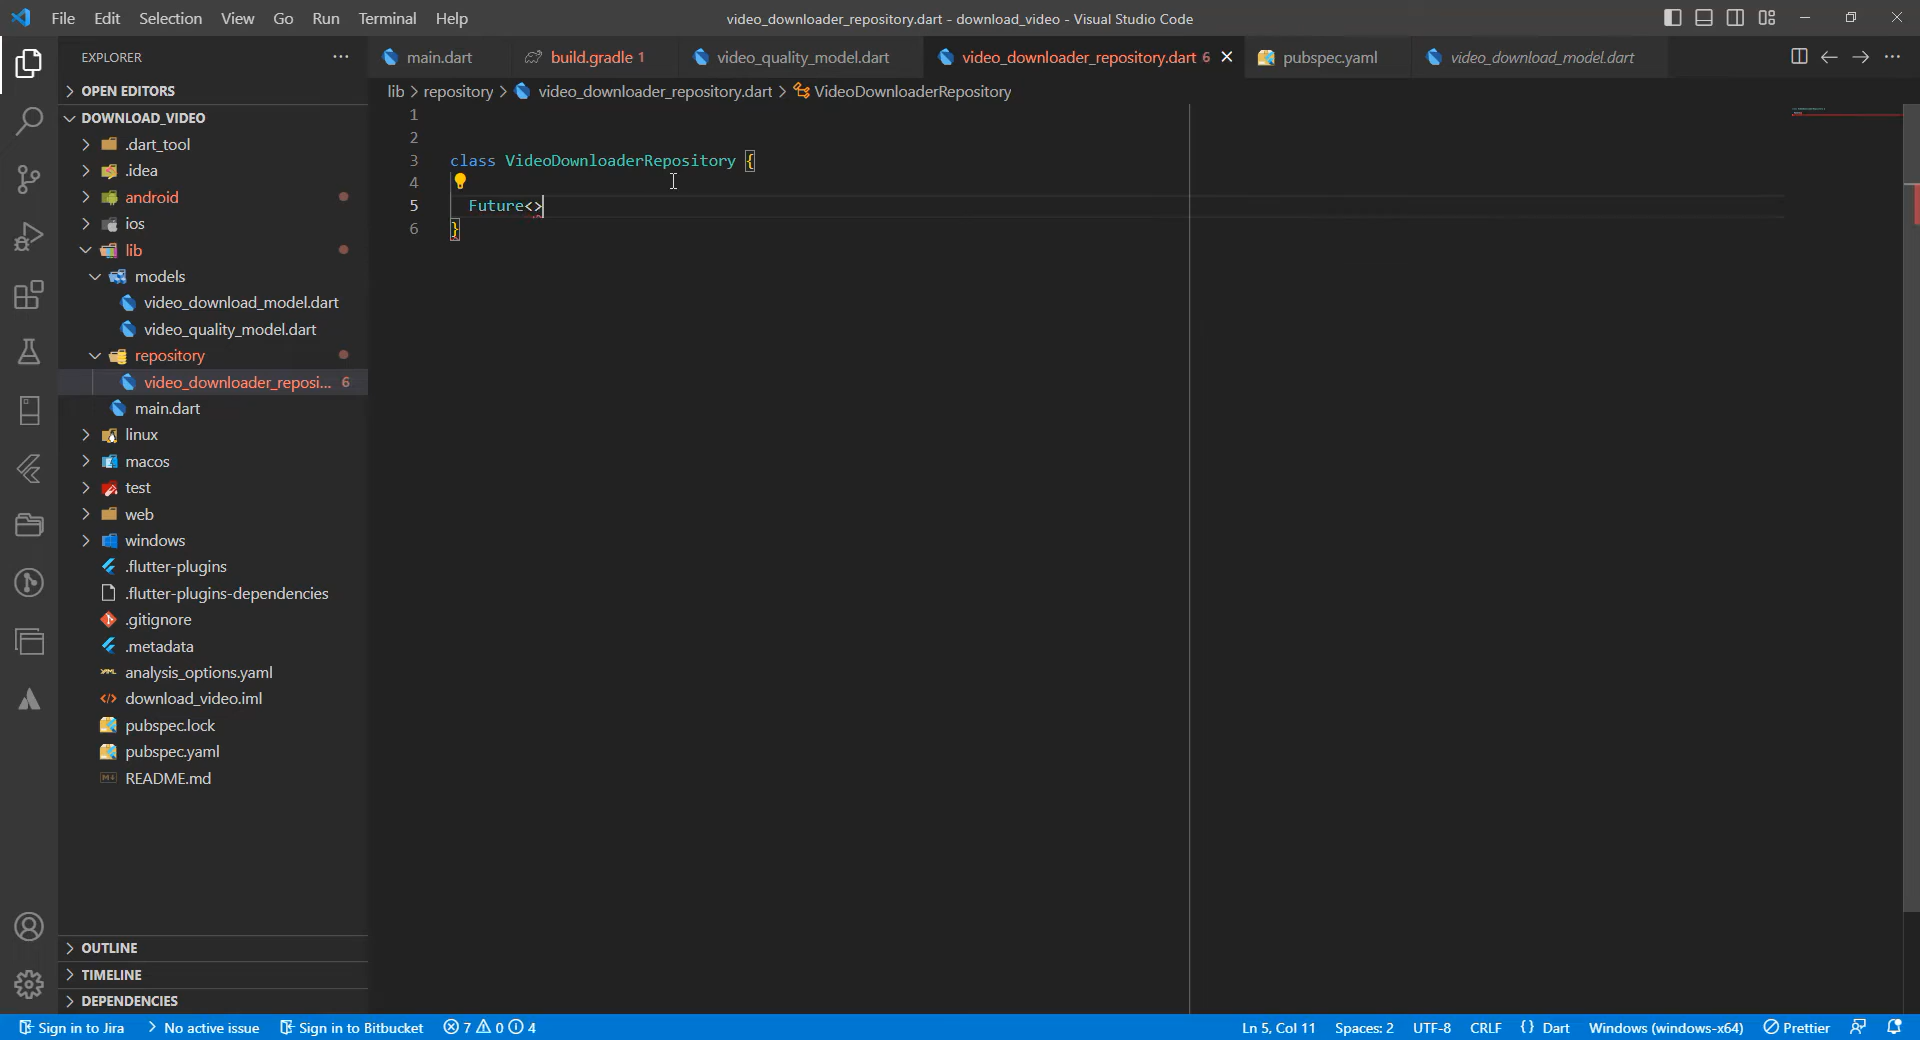 File Edit Selection View Go Run Terminal Help
video_downloader_repository.dart - download_video - Visual Studio Code
EXPLORER
main.dart
build.gradle 1
video_quality_model.dart
video_downloader_repository.dart 6
pubspec.yaml
video_download_model.dart
OPEN EDITORS
lib > repository > video_downloader_repository.dart > VideoDownloaderRepository
DOWNLOAD_VIDEO
.dart_tool
.idea
android
ios
lib
models
video_download_model.dart
video_quality_model.dart
repository
video_downloader_reposi... 6
main.dart
linux
macos
test
web
windows
.flutter-plugins
.flutter-plugins-dependencies
.gitignore
.metadata
analysis_options.yaml
download_video.iml
pubspec.lock
pubspec.yaml
README.md
OUTLINE
TIMELINE
DEPENDENCIES
1
2
3 class VideoDownloaderRepository {
4
5 Future<>
6 }
Sign in to Jira No active issue Sign in to Bitbucket 7 0 4 Ln 5, Col 11 Spaces: 2 UTF-8 CRLF {} Dart Windows (windows-x64) Prettier